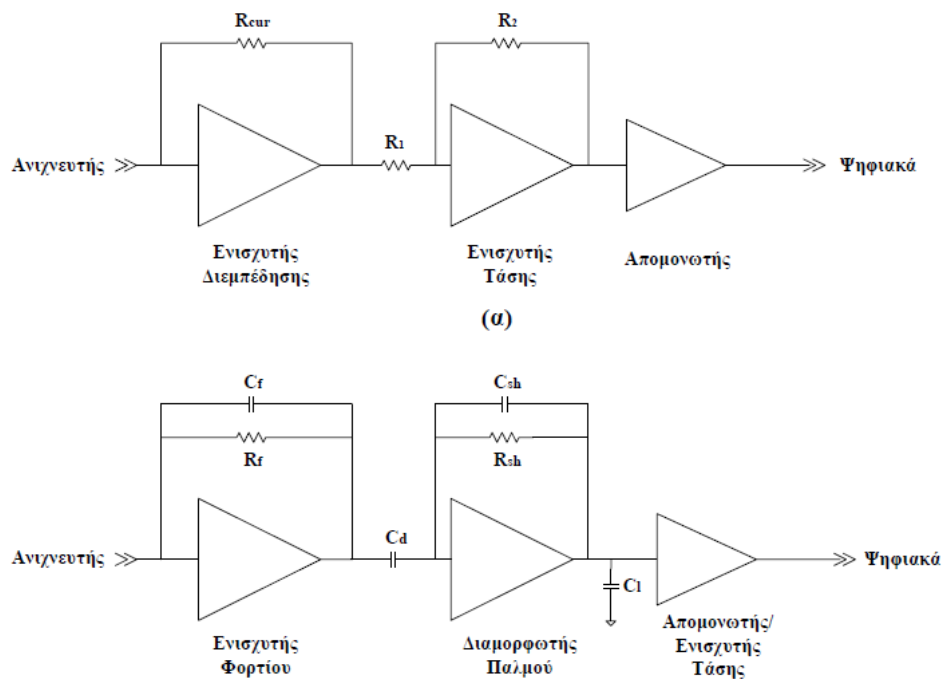 Rcur
R2
R1
Ανιχνευτής
Ψηφιακά
Ενισχυτής
Διεμπέδησης
Ενισχυτής
Τάσης
Απομονωτής
(α)
Cf
Csh
Rf
Rsh
Ανιχνευτής
Cd
Cl
Ψηφιακά
Ενισχυτής
Φορτίου
Διαμορφωτής
Παλμού
Απομονωτής/
Ενισχυτής
Τάσης